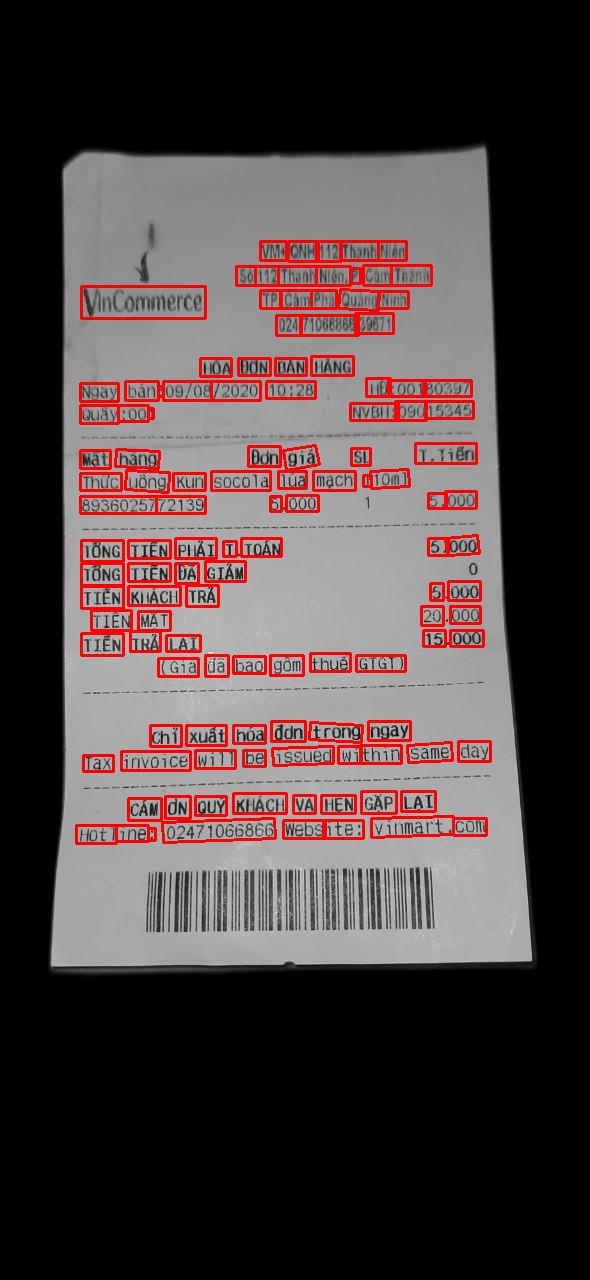 VM+ QNH 112 Thanh Niên
Số 112 Thanh Niên, P. Cẩm Thành
VinCommerce
TP. Cẩm Phả, Quảng Ninh
024 71066866 39671
HÓA ĐƠN BÁN HÀNG
Ngày bán: 09/08/2020 10:28 HĐ:00180397
Quầy:00 NVBH:09015345
Mặt hàng Đơn giá SL T.Tiền
Thức uống Kun socola lúa mạch 110ml
8936025772139 5.000 1 5.000
TỔNG TIỀN PHẢI T.TOÁN 5.000
TỔNG TIỀN ĐÃ GIẢM 0
TIỀN KHÁCH TRẢ 5.000
TIỀN MẶT 20.000
TIỀN TRẢ LẠI 15.000
(Giá đã bao gồm thuế GTGT)
Chỉ xuất hóa đơn trong ngày
Tax invoice will be issued within same day
CẢM ƠN QUÝ KHÁCH VÀ HẸN GẶP LẠI
Hotline: 02471066866 Website: vinmart.com